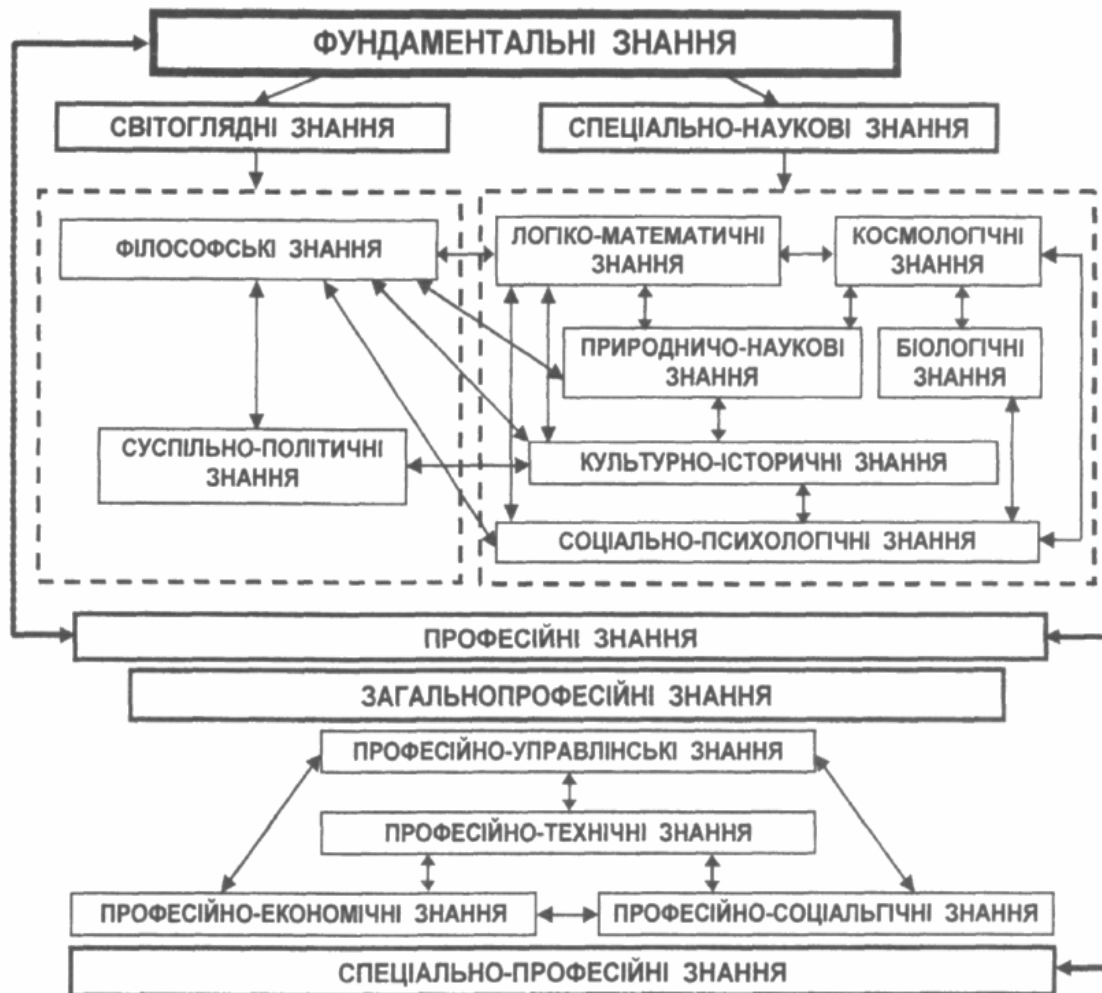 ФУНДАМЕНТАЛЬНІ ЗНАННЯ
СВІТОГЛЯДНІ ЗНАННЯ
СПЕЦІАЛЬНО-НАУКОВІ ЗНАННЯ
ФІЛОСОФСЬКІ ЗНАННЯ
ЛОГІКО-МАТЕМАТИЧНІ
ЗНАННЯ
КОСМОЛОГІЧНІ
ЗНАННЯ
ПРИРОДНИЧО-НАУКОВІ
ЗНАННЯ
БІОЛОГІЧНІ
ЗНАННЯ
СУСПІЛЬНО-ПОЛІТИЧНІ
ЗНАННЯ
КУЛЬТУРНО-ІСТОРИЧНІ ЗНАННЯ
СОЦІАЛЬНО-ПСИХОЛОГІЧНІ ЗНАННЯ
ПРОФЕСІЙНІ ЗНАННЯ
ЗАГАЛЬНОПРОФЕСІЙНІ ЗНАННЯ
ПРОФЕСІЙНО-УПРАВЛІНСЬКІ ЗНАННЯ
ПРОФЕСІЙНО-ТЕХНІЧНІ ЗНАННЯ
ПРОФЕСІЙНО-ЕКОНОМІЧНІ ЗНАННЯ
ПРОФЕСІЙНО-СОЦІАЛЬГІЧНІ ЗНАННЯ
СПЕЦІАЛЬНО-ПРОФЕСІЙНІ ЗНАННЯ